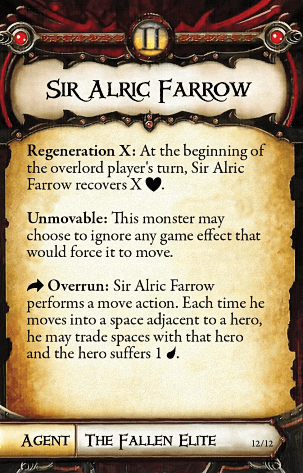 II
Sir Alric Farrow
Regeneration X: At the beginning of
the overlord player's turn, Sir Alric
Farrow recovers X ♥.
Unmovable: This monster may
choose to ignore any game effect that
would force it to move.
Overrun: Sir Alric Farrow
performs a move action. Each time he
moves into a space adjacent to a hero,
he may trade spaces with that hero
and the hero suffers 1 .
Agent The Fallen Elite 12/12